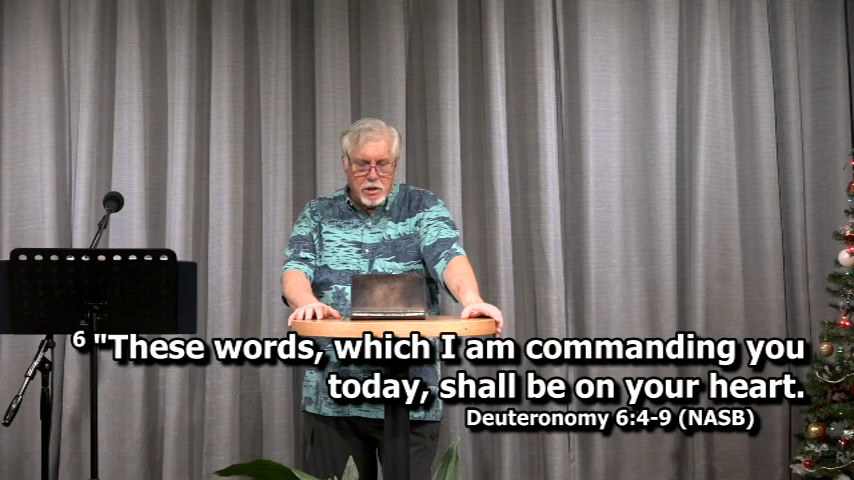 6 "These words, which I am commanding you
today, shall be on your heart.
Deuteronomy 6:4-9 (NASB)